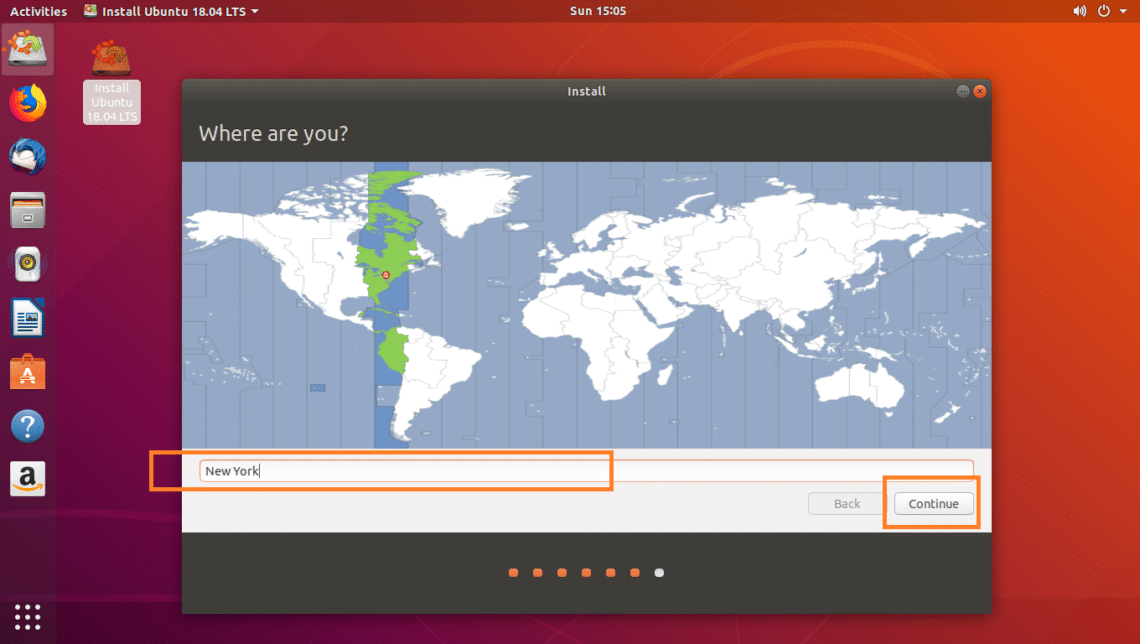 Activities
Install Ubuntu 18.04 LTS
Sun 15:05
Install
Ubuntu
18.04 LTS
Install
Where are you?
New York
Back
Continue